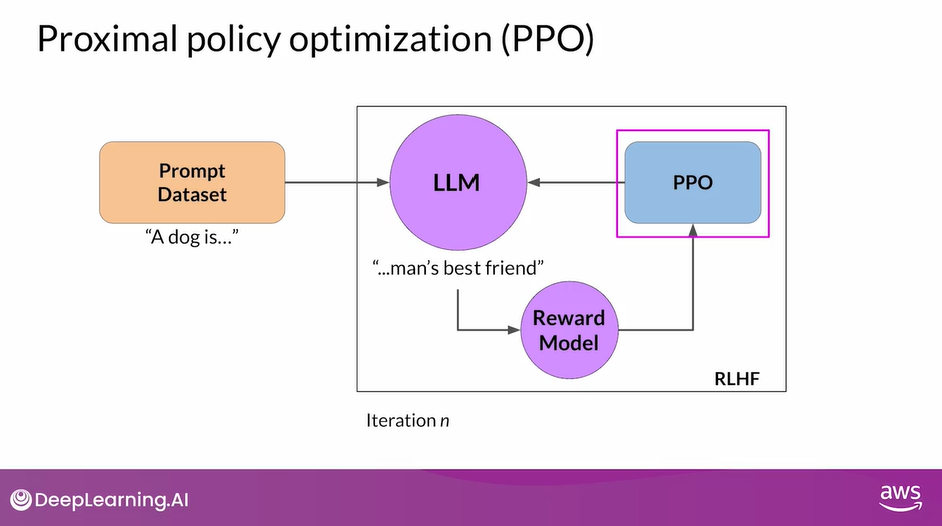 Proximal policy optimization (PPO)
Prompt
Dataset
“A dog is...”
LLM
“...man’s best friend”
PPO
Reward
Model
RLHF
Iteration n
DeepLearning.AI
aws